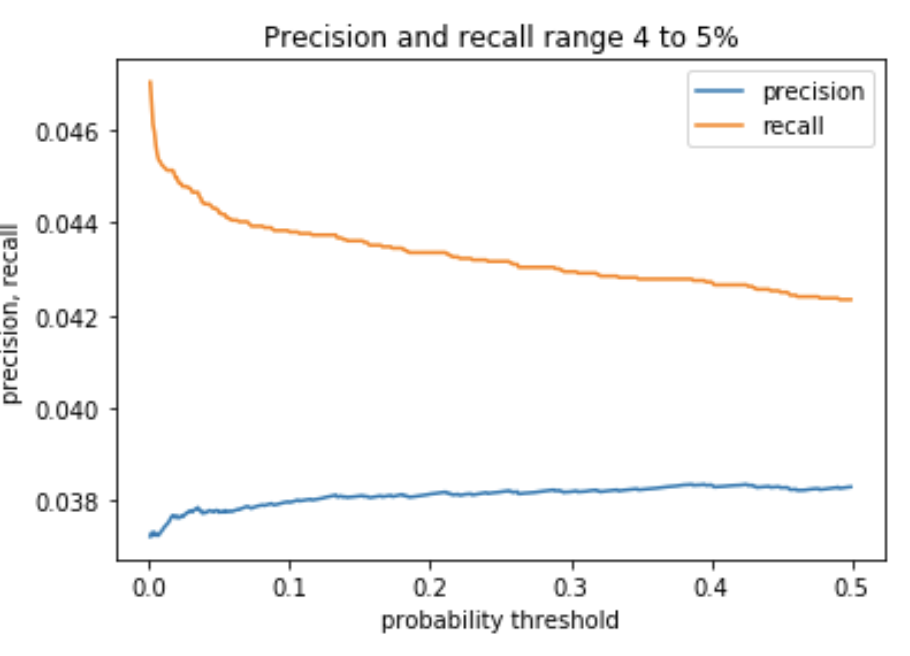 Precision and recall range 4 to 5%
precision
recall
0.046
0.044
0.042
0.040
0.038
precision, recall
0.0 0.1 0.2 0.3 0.4 0.5
probability threshold